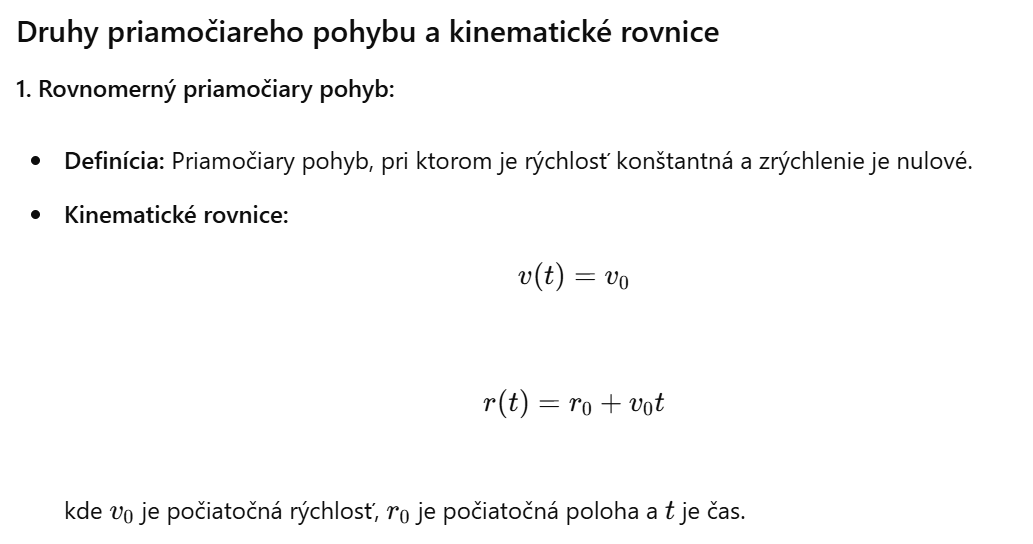 Druhy priamočiareho pohybu a kinematické rovnice
1. Rovnomerný priamočiary pohyb:
• Definícia: Priamočiary pohyb, pri ktorom je rýchlosť konštantná a zrýchlenie je nulové.
• Kinematické rovnice:
v(t) = v₀
r(t) = r₀ + v₀t
kde v₀ je počiatočná rýchlosť, r₀ je počiatočná poloha a t je čas.